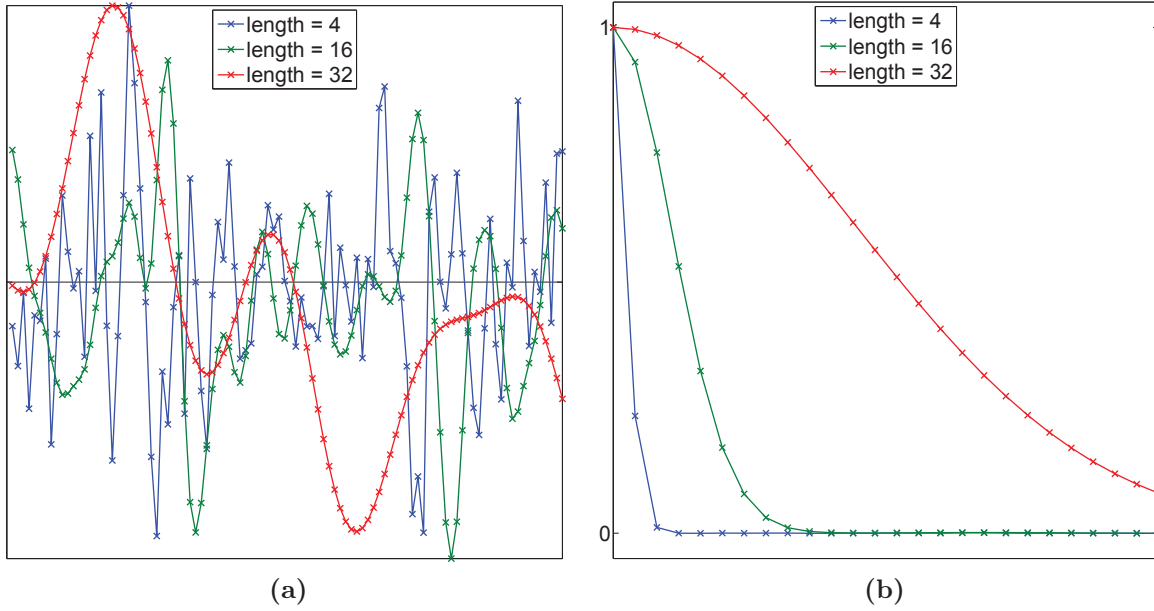 length = 4
length = 16
length = 32
(a)
1
length = 4
length = 16
length = 32
0
(b)